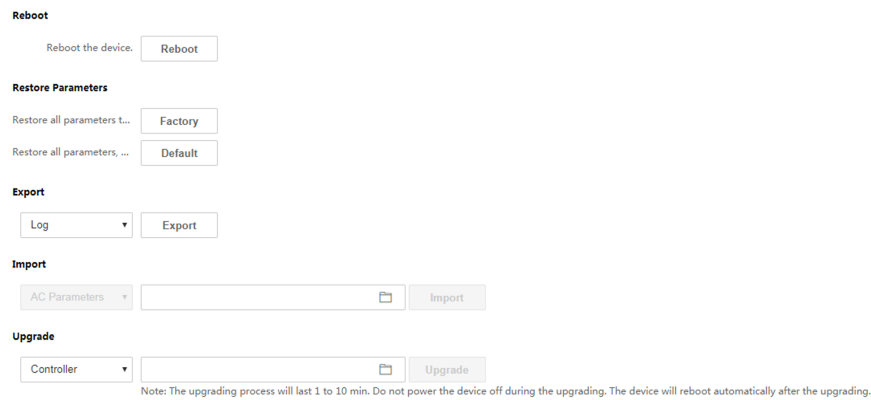 Reboot
Reboot the device. Reboot
Restore Parameters
Restore all parameters t... Factory
Restore all parameters, ... Default
Export
Log Export
Import
AC Parameters Import
Upgrade
Controller Upgrade
Note: The upgrading process will last 1 to 10 min. Do not power the device off during the upgrading. The device will reboot automatically after the upgrading.